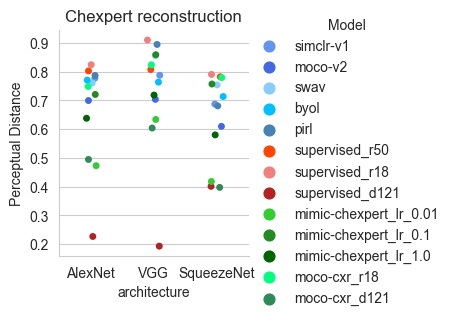 Chexpert reconstruction
Perceptual Distance
0.9
0.8
0.7
0.6
0.5
0.4
0.3
0.2
AlexNet VGG SqueezeNet
architecture
Model
simclr-v1
moco-v2
swav
byol
pirl
supervised_r50
supervised_r18
supervised_d121
mimic-chexpert_lr_0.01
mimic-chexpert_lr_0.1
mimic-chexpert_lr_1.0
moco-cxr_r18
moco-cxr_d121